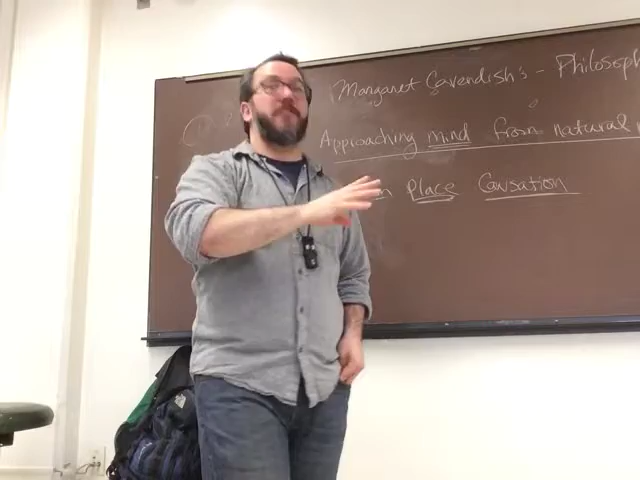 Margaret Cavendish's - Philosoph
Approaching mind from natural
Place Causation